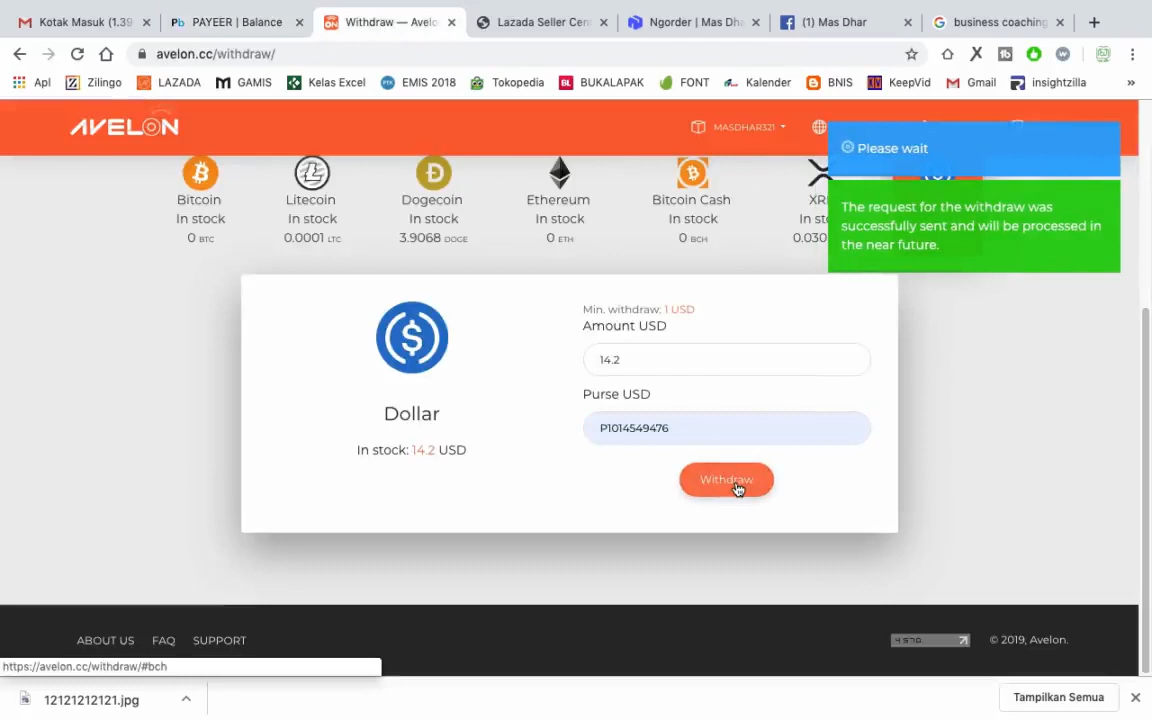 Kotak Masuk (1.39
PAYEER | Balance
Withdraw — Avelo
Lazada Seller Cen
Ngorder | Mas Dha
(1) Mas Dhar
business coaching
avelon.cc/withdraw/
Apl
Zilingo
LAZADA
GAMIS
Kelas Excel
EMIS 2018
Tokopedia
BUKALAPAK
FONT
Kalender
BNIS
KeepVid
Gmail
insightzilla
»
AVELON
MASDHAR321
Please wait
The request for the withdraw was
successfully sent and will be processed in
the near future.
Bitcoin
In stock
0 BTC
Litecoin
In stock
0.0001 LTC
Dogecoin
In stock
3.9068 DOGE
Ethereum
In stock
0 ETH
Bitcoin Cash
In stock
0 BCH
XR
In sto
0.030
Dollar
In stock: 14.2 USD
Min. withdraw: 1 USD
Amount USD
14.2
Purse USD
P1014549476
Withdraw
ABOUT US
FAQ
SUPPORT
© 2019, Avelon.
https://avelon.cc/withdraw/#bch
12121212121.jpg
Tampilkan Semua